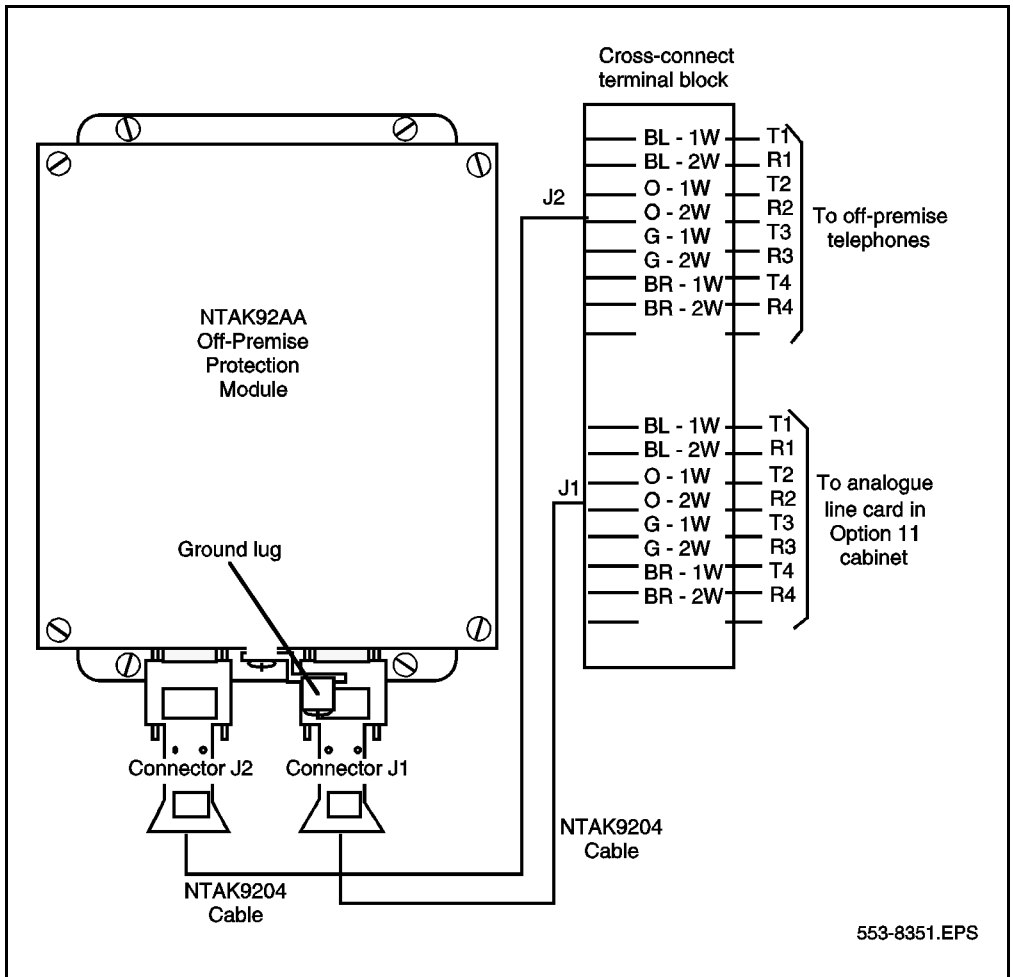 Cross-connect
terminal block
BL - 1W T1
BL - 2W R1
O - 1W T2
J2
O - 2W R2
G - 1W T3
G - 2W R3
BR - 1W T4
BR - 2W R4
To off-premise
telephones
NTAK92AA
Off-Premise
Protection
Module
BL - 1W T1
BL - 2W R1
O - 1W T2
J1
O - 2W R2
G - 1W T3
G - 2W R3
BR - 1W T4
BR - 2W R4
To analogue
line card in
Option 11
cabinet
Ground lug
Connector J2
Connector J1
NTAK9204
Cable
NTAK9204
Cable
553-8351.EPS